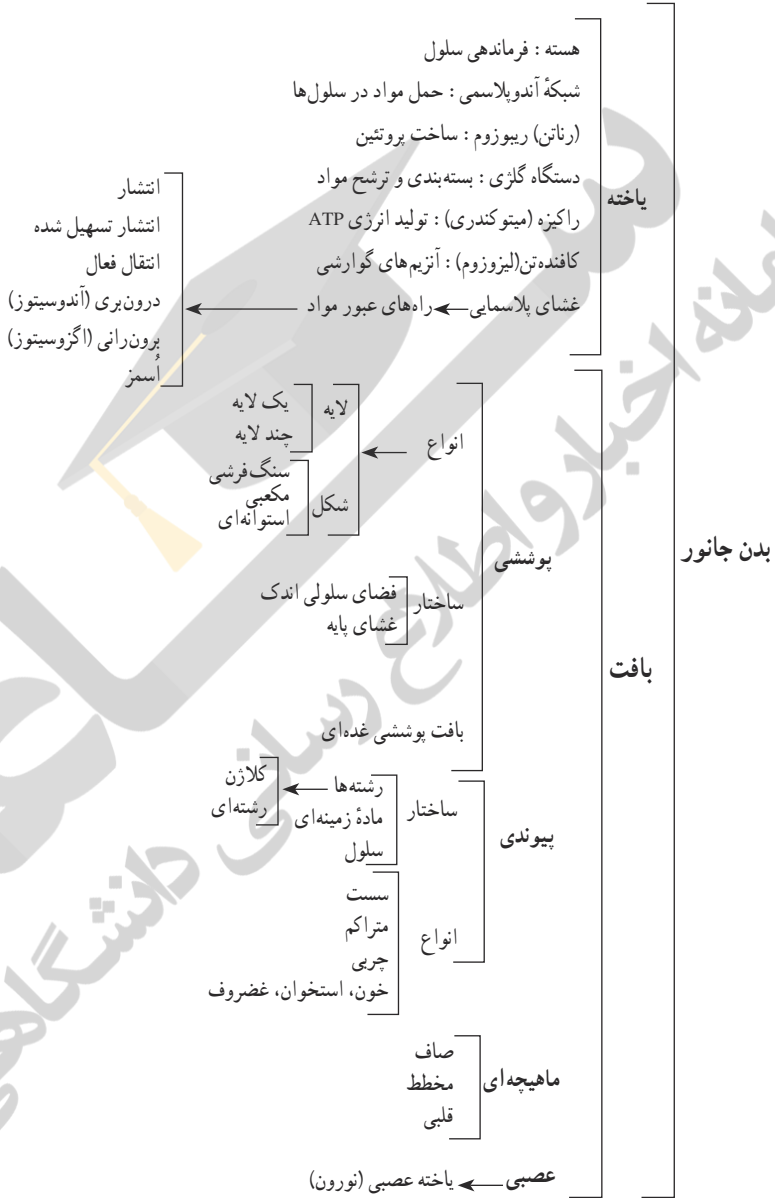 بدن جانور
یاخته
هسته : فرماندهی سلول
شبکهٔ آندوپلاسمی : حمل مواد در سلول‌ها
(رناتن) ریبوزوم : ساخت پروتئین
دستگاه گلژی : بسته‌بندی و ترشح مواد
راکیزه (میتوکندری) : تولید انرژی ATP
کافنده‌تن(لیزوزوم) : آنزیم‌های گوارشی
غشای پلاسمایی راه‌های عبور مواد
انتشار
انتشار تسهیل شده
انتقال فعال
درون‌بری (آندوسیتوز)
برون‌رانی (اگزوسیتوز)
اُسمز
بافت
پوششی
انواع
لایه
یک لایه
چند لایه
شکل
سنگ‌فرشی
مکعبی
استوانه‌ای
ساختار
فضای سلولی اندک
غشای پایه
بافت پوششی غده‌ای
پیوندی
ساختار
رشته‌ها
کلاژن
رشته‌ای
مادهٔ زمینه‌ای
سلول
انواع
سست
متراکم
چربی
خون، استخوان، غضروف
ماهیچه‌ای
صاف
مخطط
قلبی
عصبی یاخته عصبی (نورون)